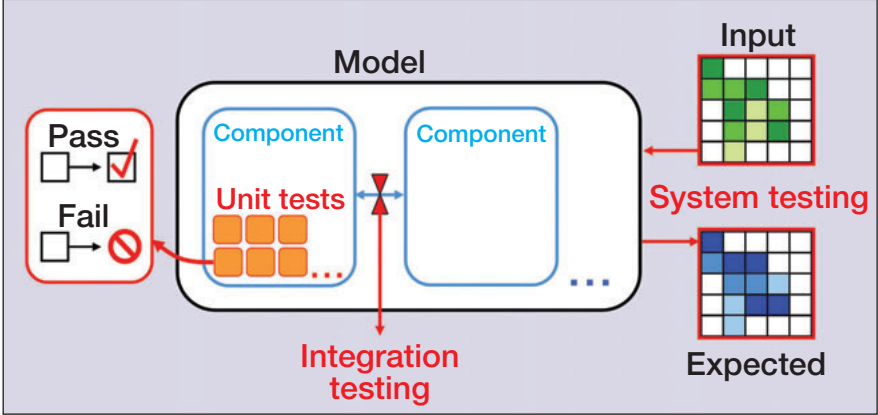 Model
Input
Pass
Fail
Component
Component
Unit tests
...
...
System testing
Integration
testing
Expected